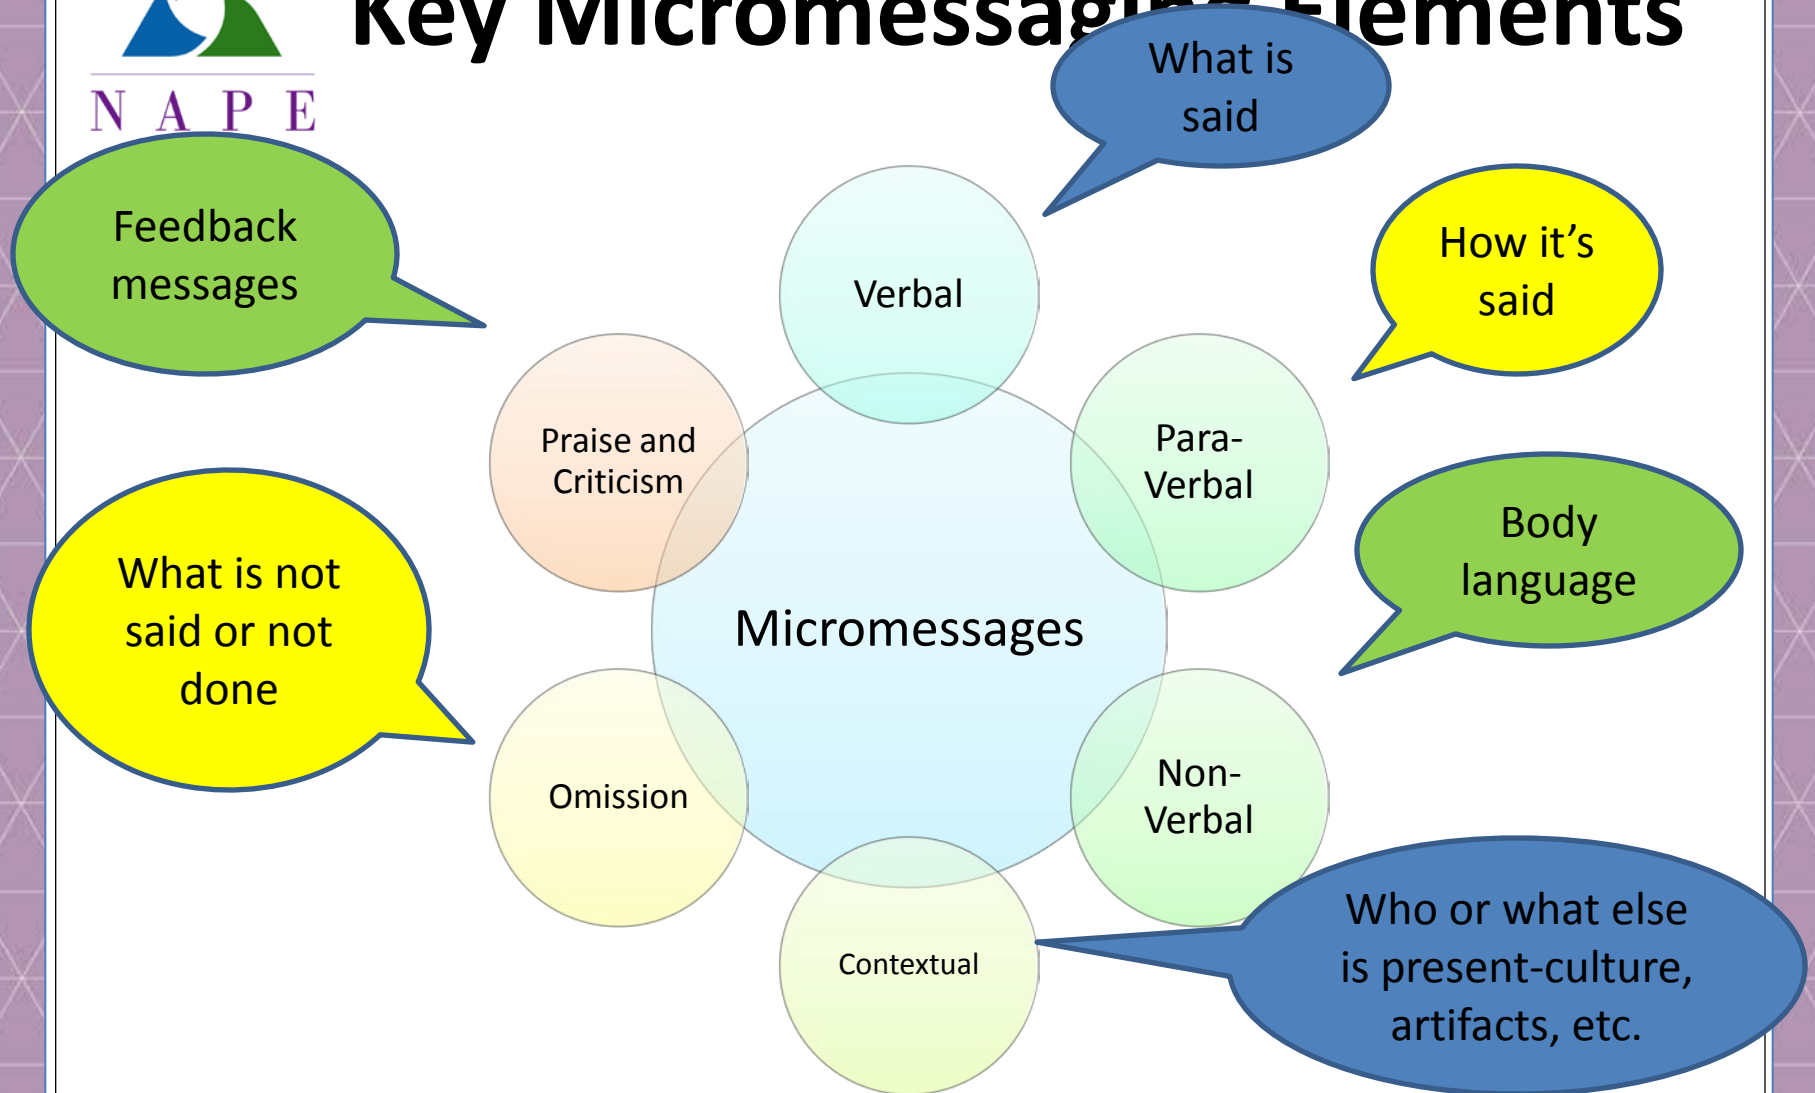 Key Micromessaging Elements
NAPE
What is
said
Feedback
messages
How it's
said
Verbal
Praise and
Criticism
Para-
Verbal
Body
language
What is not
said or not
done
Micromessages
Omission
Non-
Verbal
Contextual
Who or what else
is present-culture,
artifacts, etc.